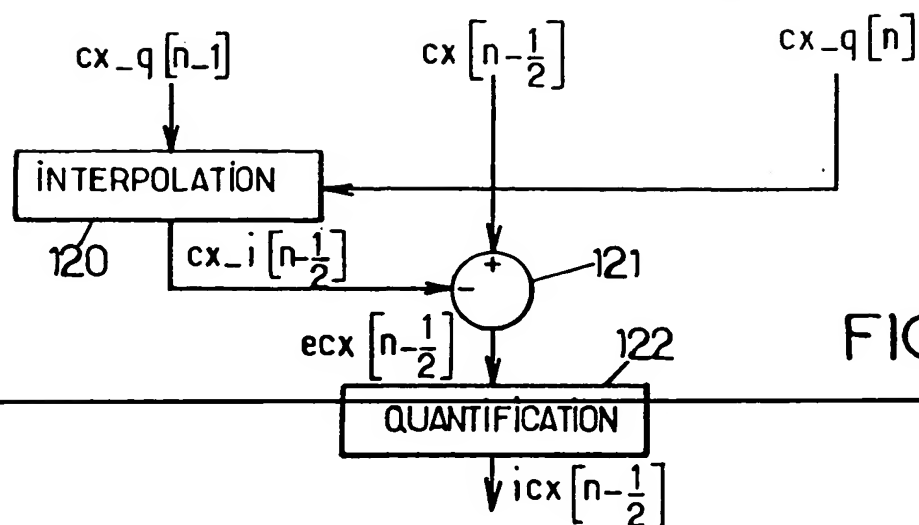 cx_q [n_1]
cx [n-1/2]
cx_q [n]
INTERPOLATION
120
cx_i [n-1/2]
+
-
121
ecx [n-1/2]
122
FIG
QUANTIFICATION
icx [n-1/2]